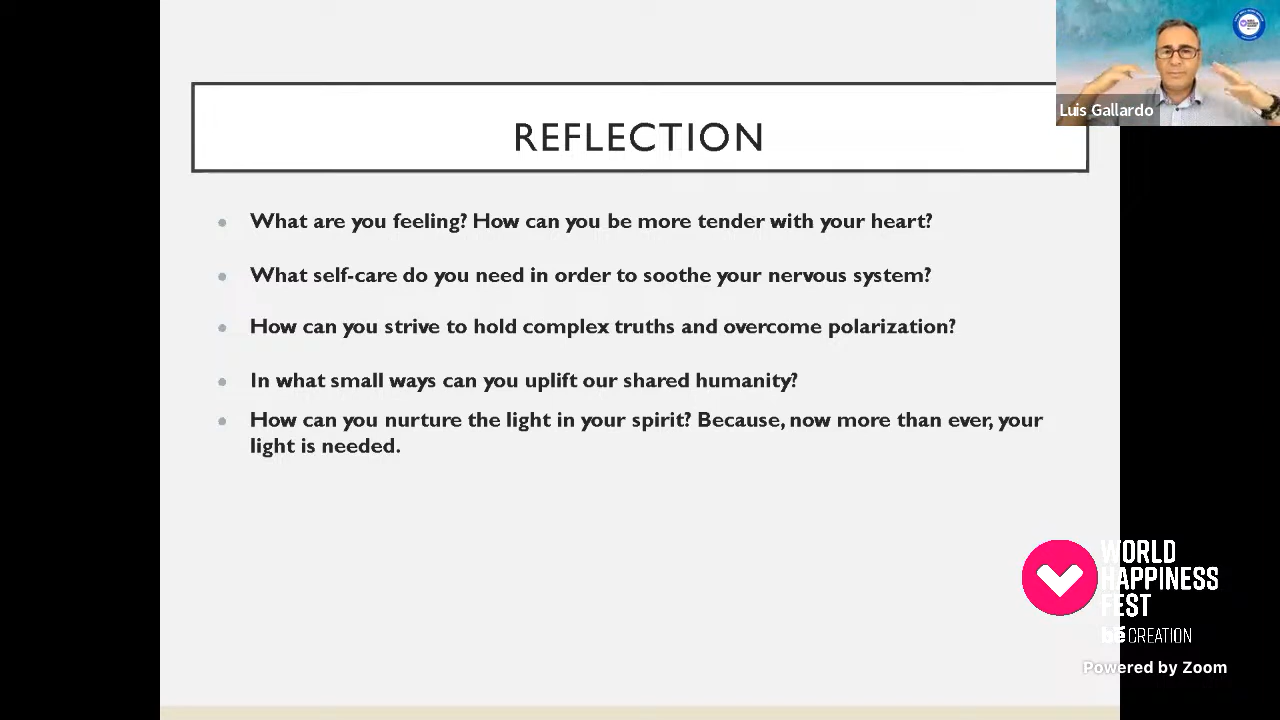 Luis Gallardo
REFLECTION
What are you feeling? How can you be more tender with your heart?
What self-care do you need in order to soothe your nervous system?
How can you strive to hold complex truths and overcome polarization?
In what small ways can you uplift our shared humanity?
How can you nurture the light in your spirit? Because, now more than ever, your
light is needed.
WORLD
HAPPINESS
FEST
bē CREATION
Powered by Zoom